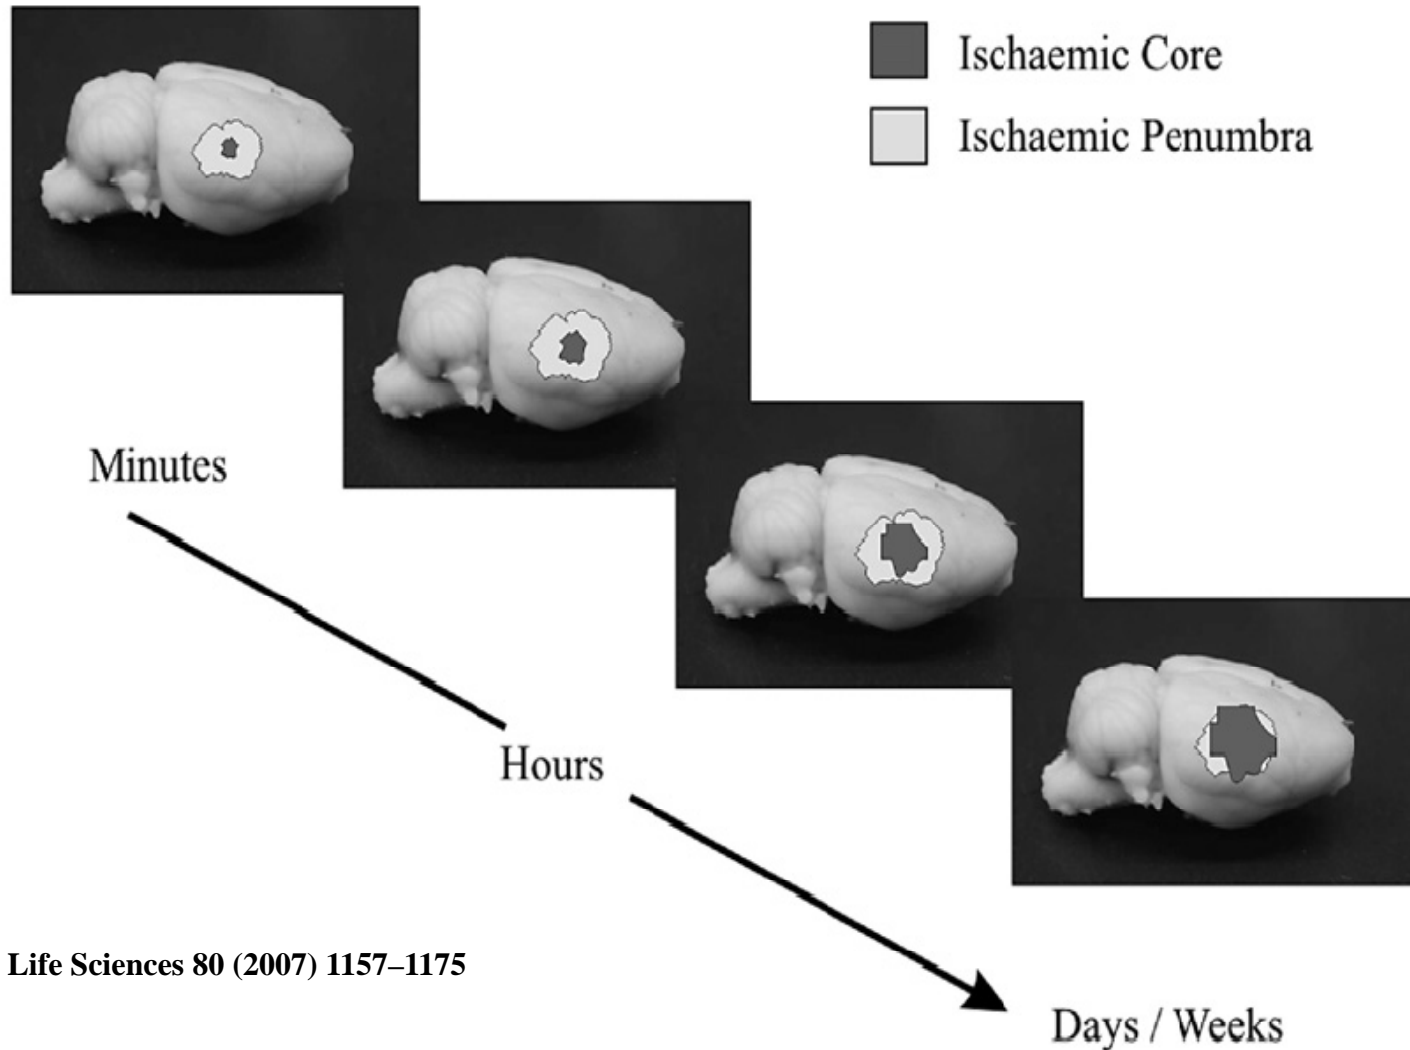 Ischaemic Core
Ischaemic Penumbra
Minutes
Hours
Life Sciences 80 (2007) 1157–1175
Days / Weeks